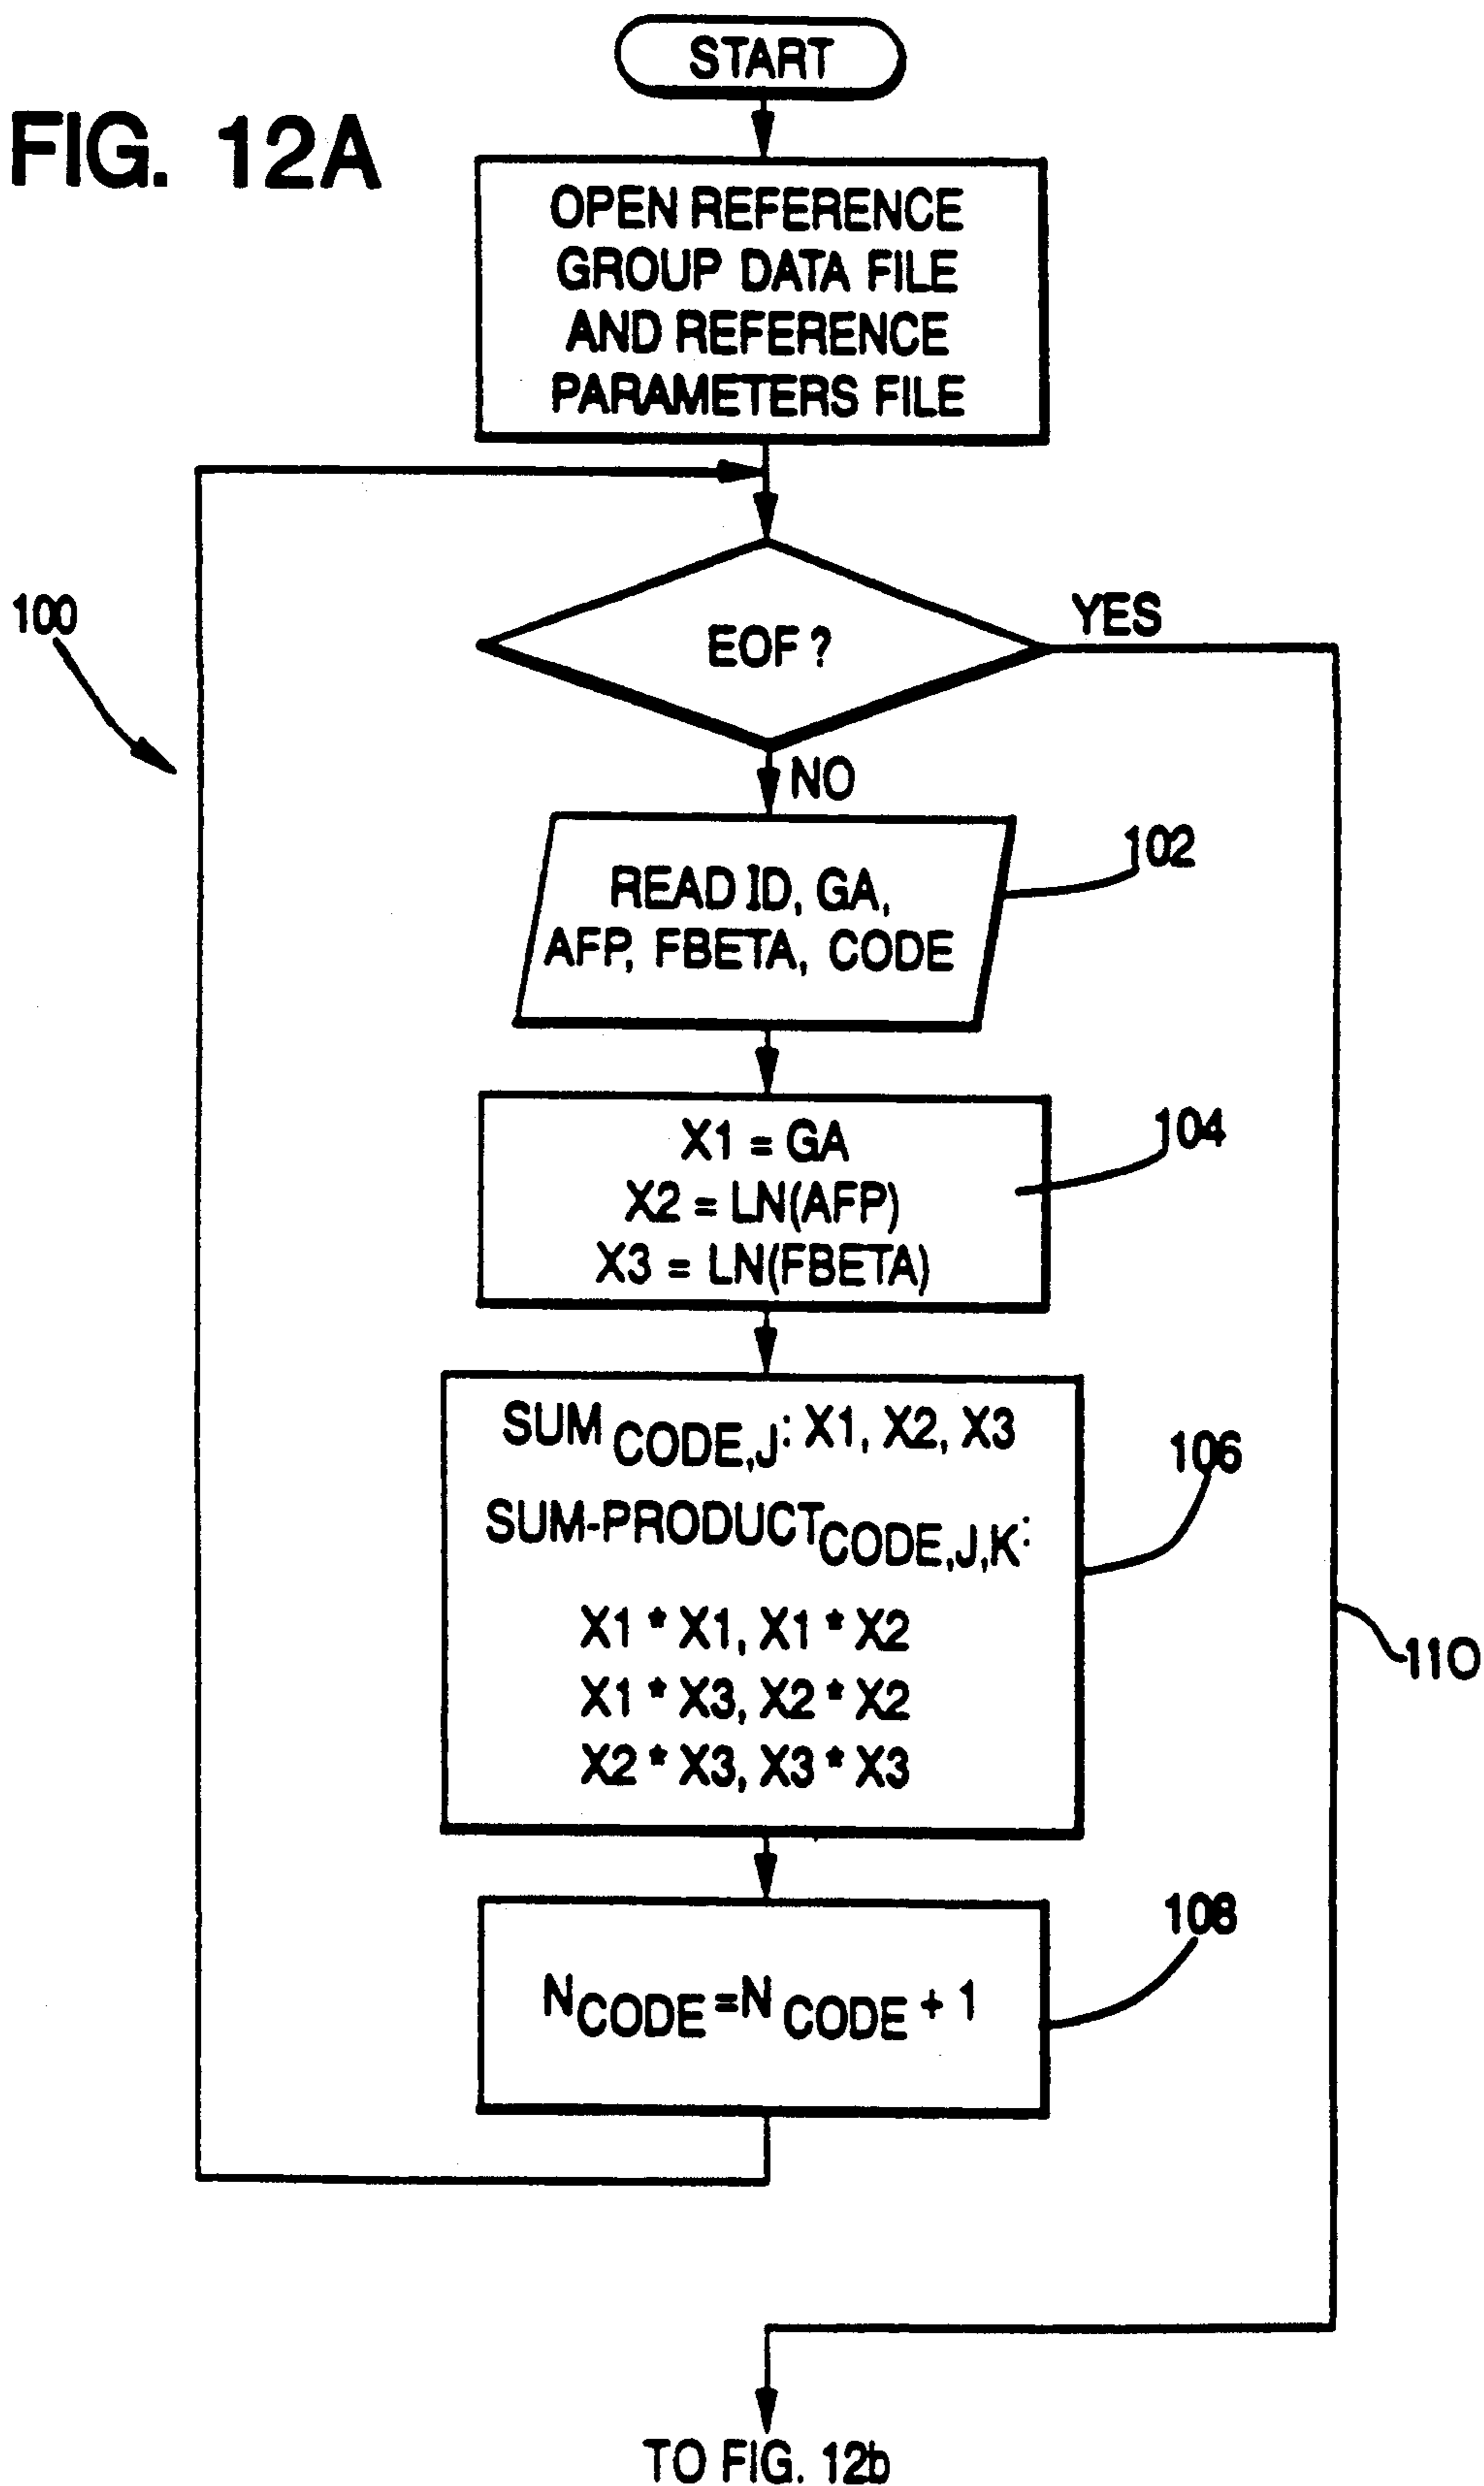 START
FIG. 12A
OPEN REFERENCE
GROUP DATA FILE
AND REFERENCE
PARAMETERS FILE
100
EOF ?
YES
NO
READ ID, GA,
AFP, FBETA, CODE
102
X1 = GA
X2 = LN(AFP)
X3 = LN(FBETA)
104
SUM CODE,J: X1, X2, X3
SUM-PRODUCT CODE,J,K:
X1 * X1, X1 * X2
X1 * X3, X2 * X2
X2 * X3, X3 * X3
106
110
N CODE = N CODE + 1
108
TO FIG. 12b